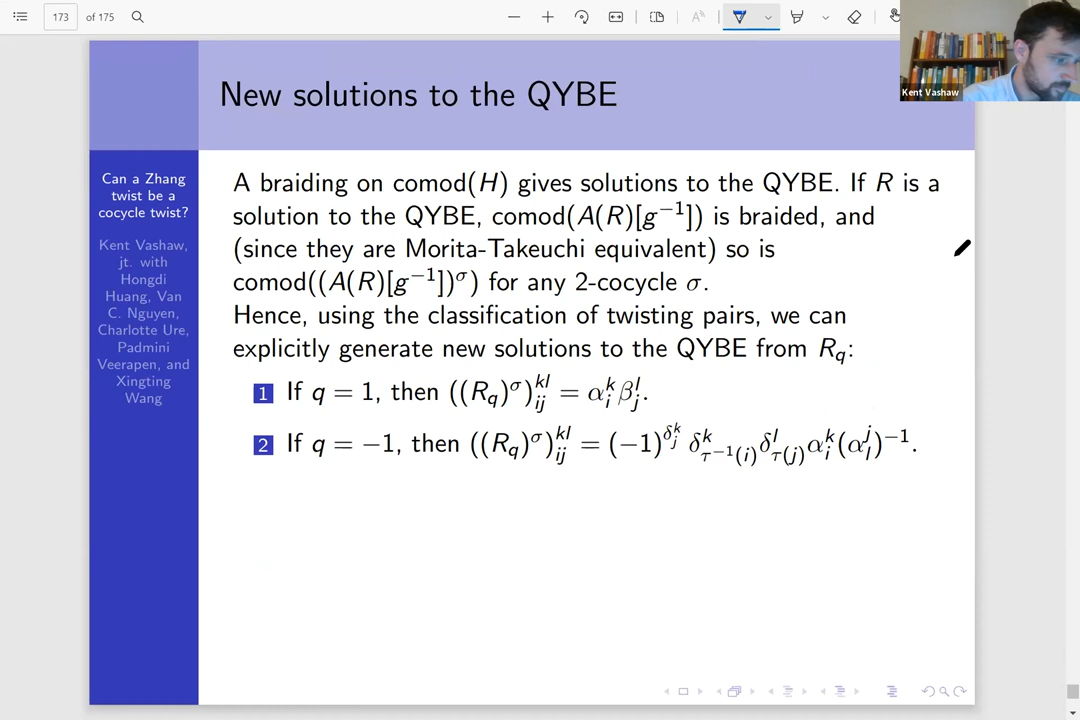 173 of 175
Kent Vashaw
New solutions to the QYBE
Can a Zhang
twist be a
cocycle twist?
Kent Vashaw,
jt. with
Hongdi
Huang, Van
C. Nguyen,
Charlotte Ure,
Padmini
Veerapen, and
Xingting
Wang
A braiding on comod(H) gives solutions to the QYBE. If R is a
solution to the QYBE, comod(A(R)[g⁻¹]) is braided, and
(since they are Morita-Takeuchi equivalent) so is
comod((A(R)[g⁻¹])^σ) for any 2-cocycle σ.
Hence, using the classification of twisting pairs, we can
explicitly generate new solutions to the QYBE from R_q:
1 If q = 1, then ((R_q)^σ)_{ij}^{kl} = α_i^k β_j^l.
2 If q = −1, then ((R_q)^σ)_{ij}^{kl} = (−1)^{δ_j^k} δ_{τ⁻¹(i)}^k δ_{τ(j)}^l α_i^k (α_l^j)⁻¹.